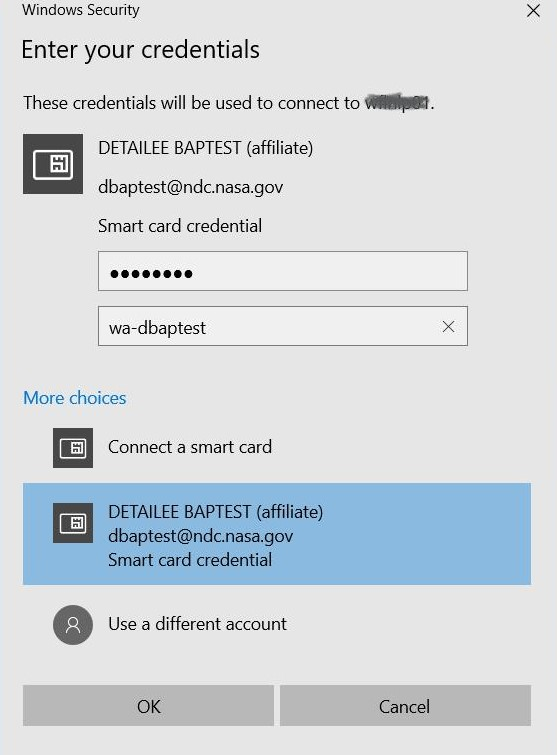 Windows Security
Enter your credentials
These credentials will be used to connect to
DETAILEE BAPTEST (affiliate)
dbaptest@ndc.nasa.gov
Smart card credential
●●●●●●●●
wa-dbaptest
More choices
Connect a smart card
DETAILEE BAPTEST (affiliate)
dbaptest@ndc.nasa.gov
Smart card credential
Use a different account
OK
Cancel